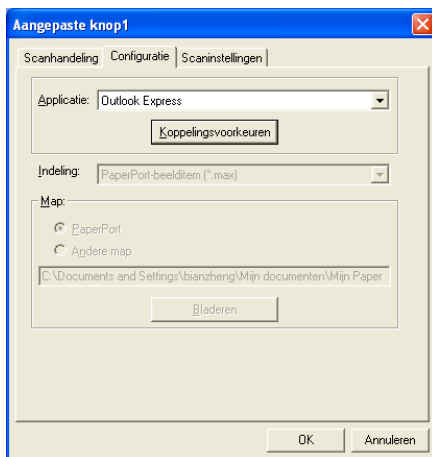 Aangepaste knop1
Scanhandeling Configuratie Scaninstellingen
Applicatie: Outlook Express
Koppelingsvoorkeuren
Indeling: PaperPort-beelditem (*.max)
Map:
PaperPort
Andere map
C:\Documents and Settings\bianzheng\Mijn documenten\Mijn Paper
Bladeren
OK Annuleren